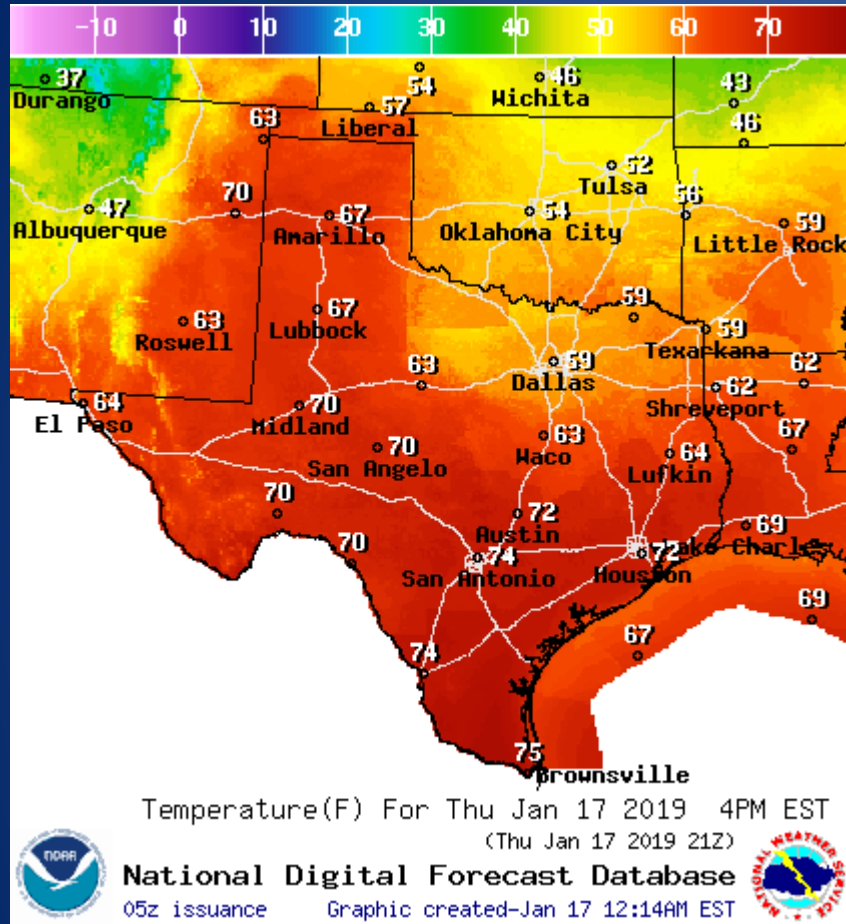 -10 0 10 20 30 40 50 60 70
37 54 46 43
Durango Wichita
57
Liberal
63 46
52
Tulsa
47 70 67 54 56 59
Albuquerque Amarillo Oklahoma City Little Rock
63 67 59
Roswell Lubbock 59
Texarkana
59
Dallas
63 62 62
Shreveport
64 70
El Paso Midland
70 63 64 67
San Angelo Waco Lufkin
70 72 69
Austin
70 74 72 Lake Charles
San Antonio Houston
69
67
74
75
Brownsville
Temperature(F) For Thu Jan 17 2019 4PM EST
(Thu Jan 17 2019 21Z)
NOAA
NATIONAL WEATHER SERVICE
National Digital Forecast Database
05z issuance Graphic created-Jan 17 12:14AM EST